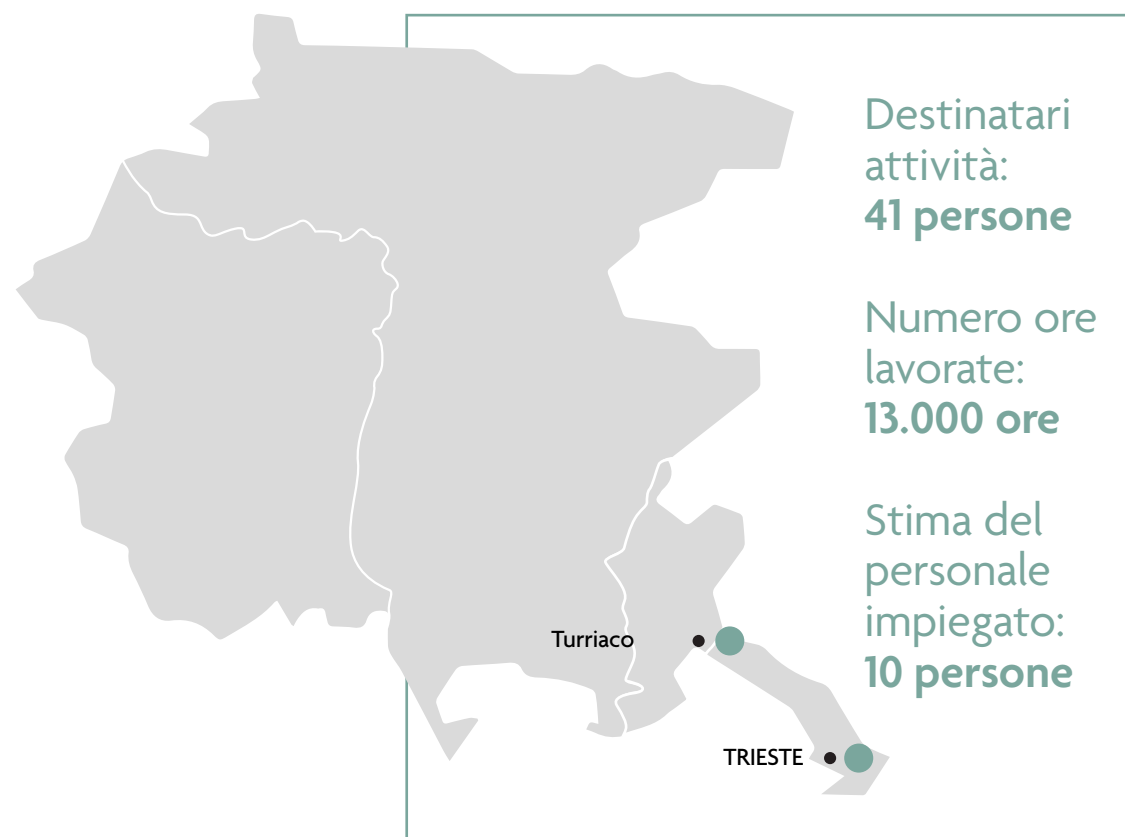 Destinatari
attività:
41 persone
Numero ore
lavorate:
13.000 ore
Stima del
personale
impiegato:
10 persone
Turriaco
TRIESTE